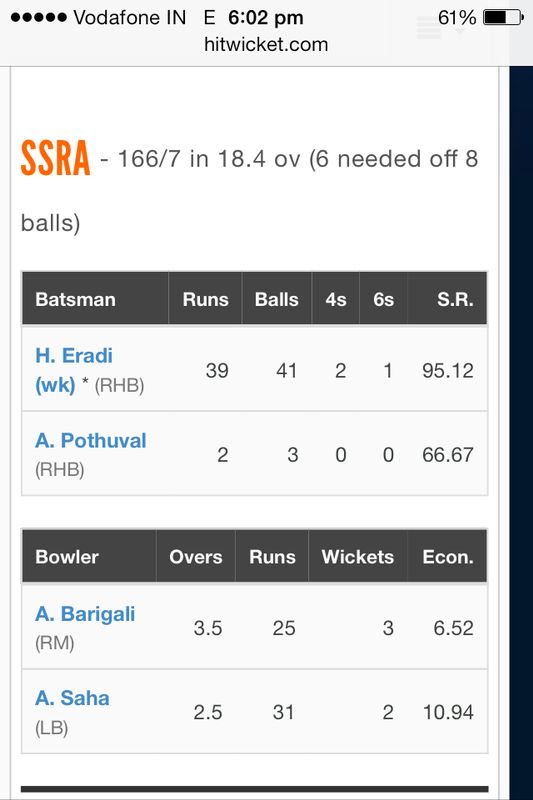 Vodafone IN E 6:02 pm 61%
hitwicket.com
SSRA - 166/7 in 18.4 ov (6 needed off 8
balls)
Batsman Runs Balls 4s 6s S.R.
H. Eradi
(wk) * (RHB) 39 41 2 1 95.12
A. Pothuval
(RHB) 2 3 0 0 66.67
Bowler Overs Runs Wickets Econ.
A. Barigali
(RM) 3.5 25 3 6.52
A. Saha
(LB) 2.5 31 2 10.94